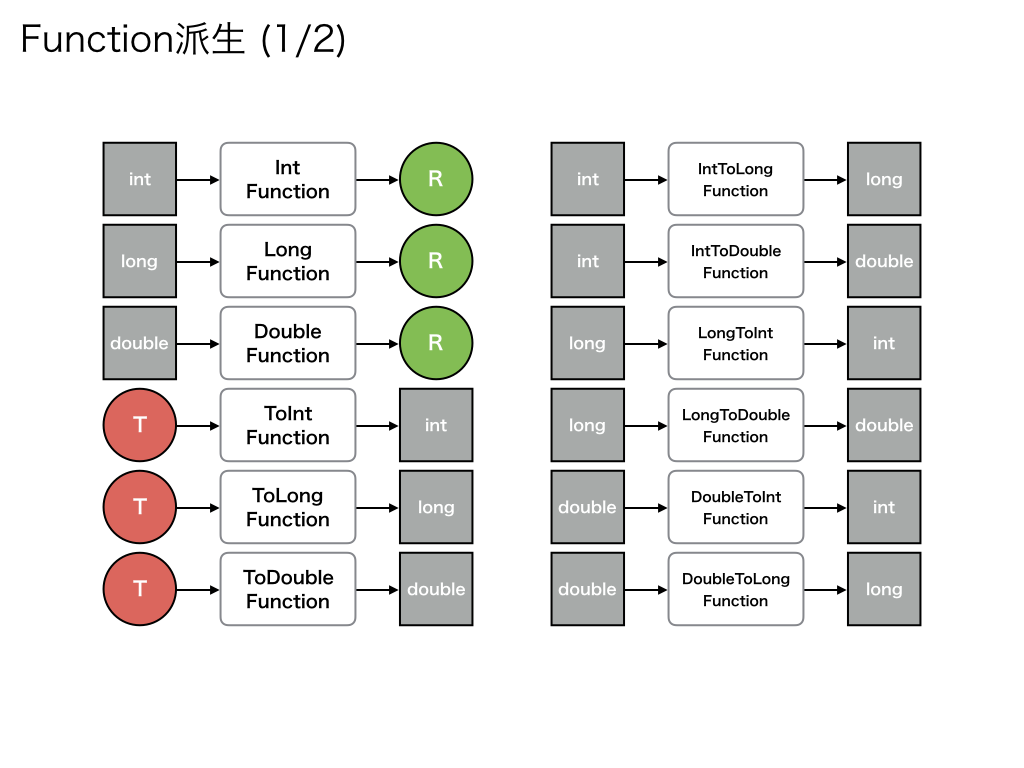 Function派生 (1/2)
int
Int
Function
R
long
Long
Function
R
double
Double
Function
R
T
ToInt
Function
int
T
ToLong
Function
long
T
ToDouble
Function
double
int
IntToLong
Function
long
int
IntToDouble
Function
double
long
LongToInt
Function
int
long
LongToDouble
Function
double
double
DoubleToInt
Function
int
double
DoubleToLong
Function
long